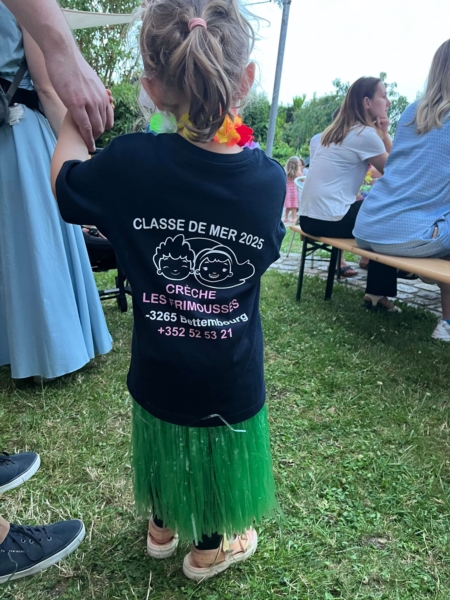 CLASSE DE MER 2025
CRÈCHE
LES FRIMOUSSES
-3265 Bettembourg
+352 52 53 21